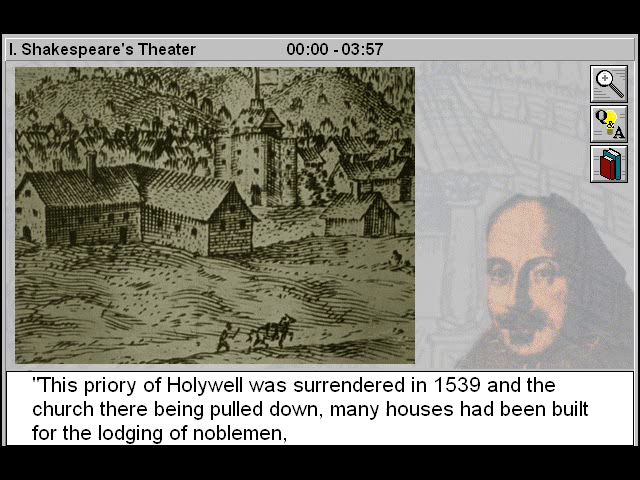 I. Shakespeare's Theater 00:00 - 03:57
Q&A
"This priory of Holywell was surrendered in 1539 and the
church there being pulled down, many houses had been built
for the lodging of noblemen,